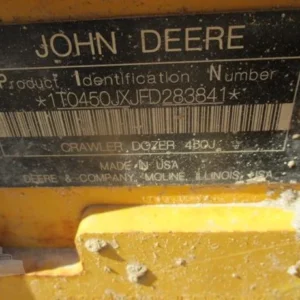 JOHN DEERE
Product Identification Number
*1T0450JXJFD283841*
CRAWLER DOZER 450J
MADE IN USA
DEERE & COMPANY, MOLINE, ILLINOIS, USA